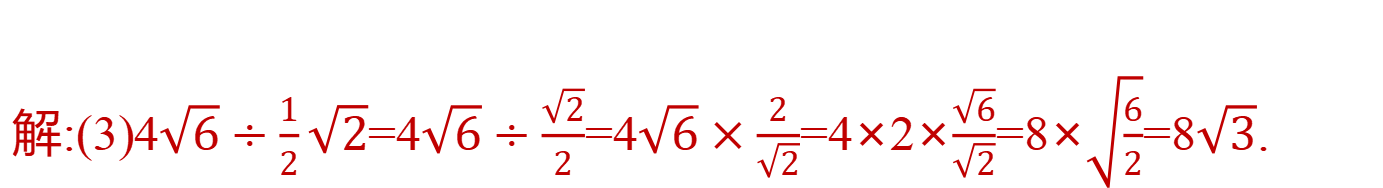 解:(3)4√6 ÷ 1/2 √2=4√6 ÷ √2/2=4√6 × 2/√2=4×2×√6/√2=8×√(6/2)=8√3.